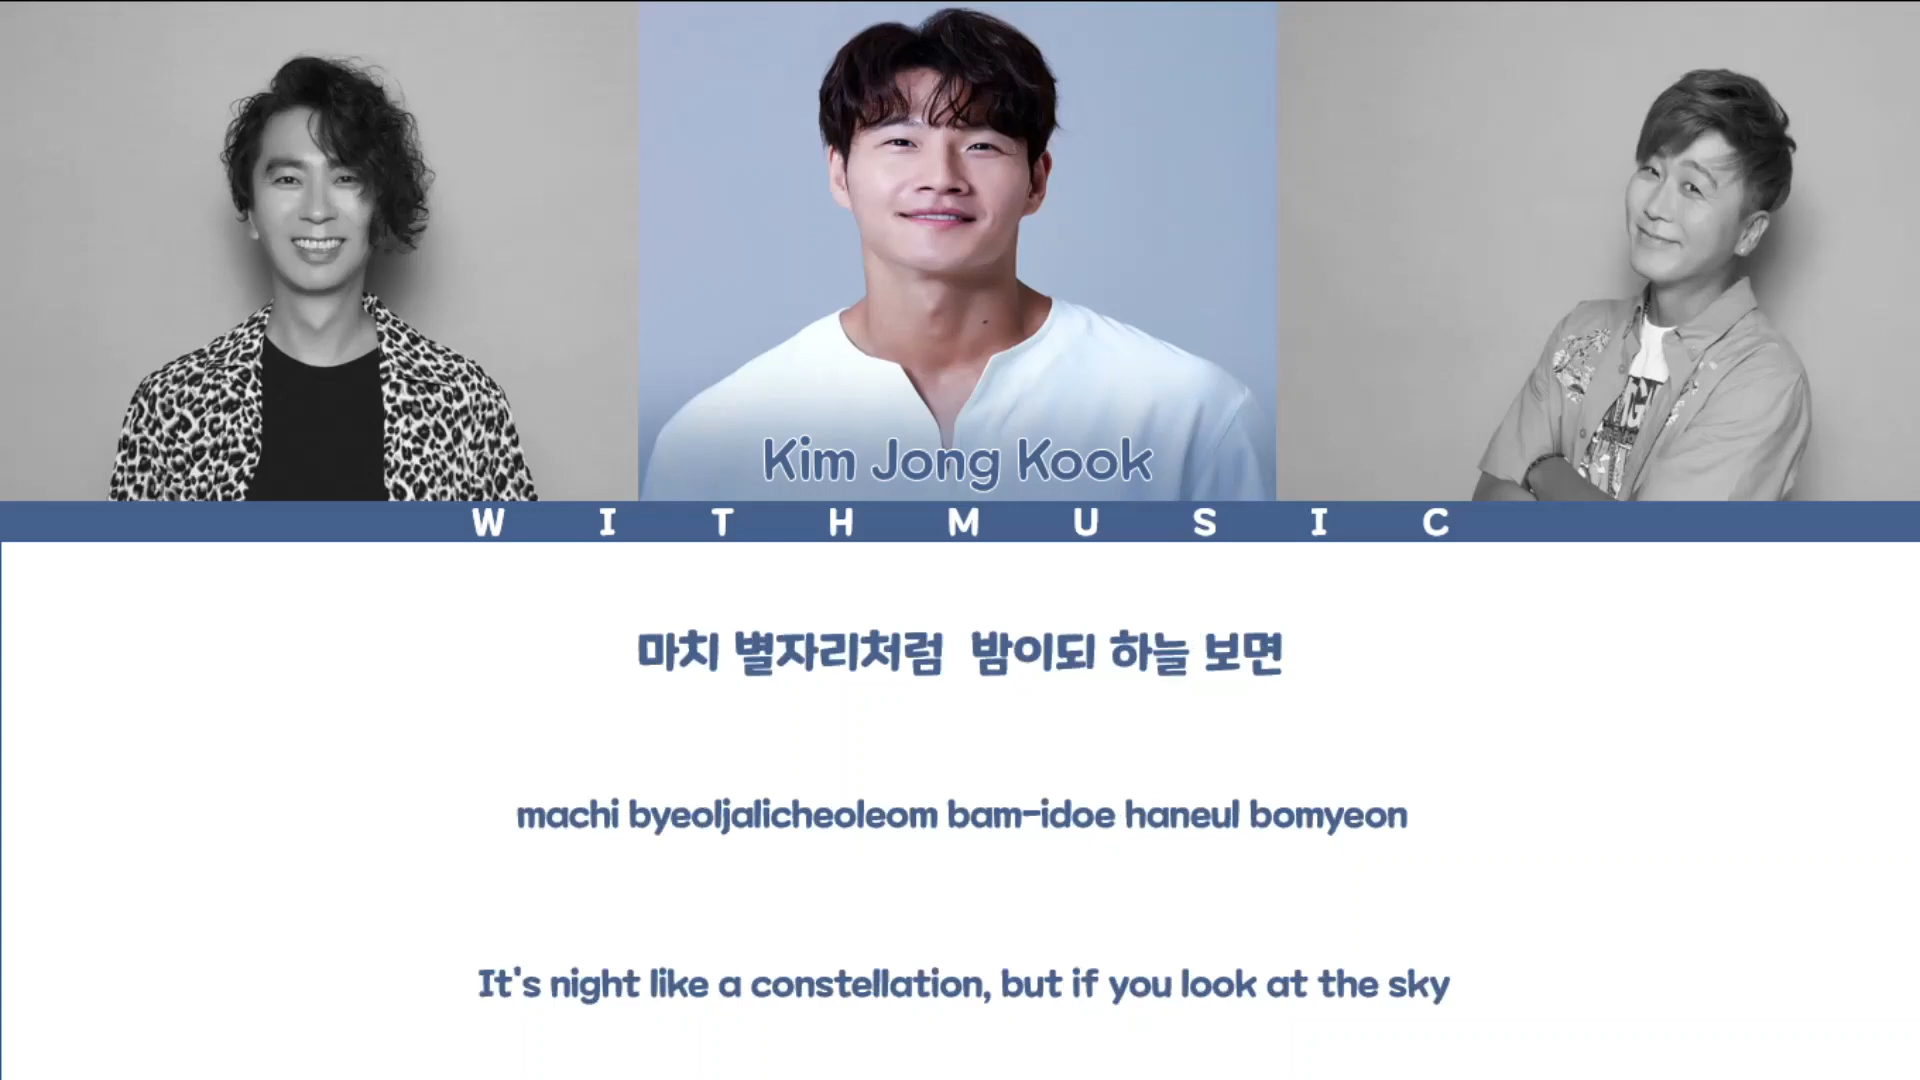 Kim Jong Kook
WITHMUSIC
마치 별자리처럼 밤이되 하늘 보면
machi byeoljalicheoleom bam-idoe haneul bomyeon
It's night like a constellation, but if you look at the sky